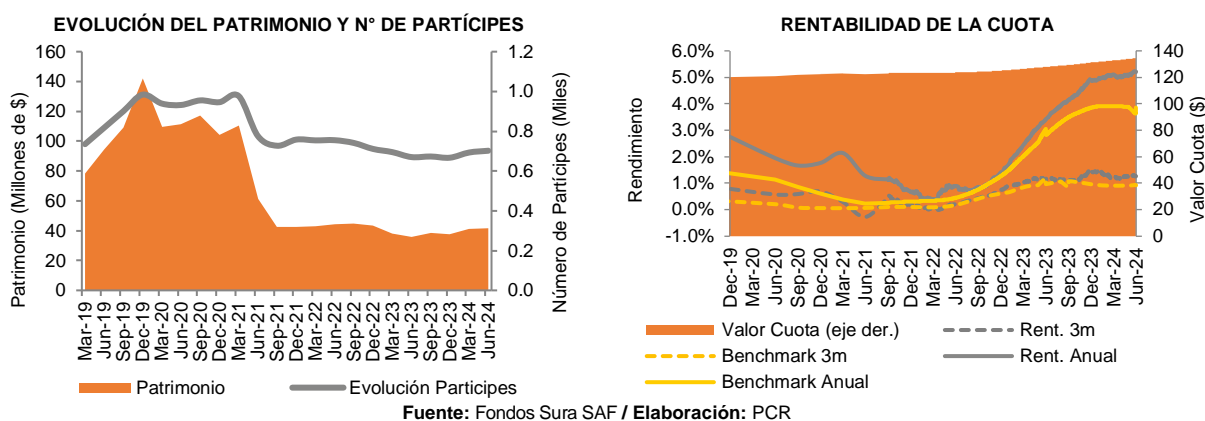 EVOLUCIÓN DEL PATRIMONIO Y N° DE PARTÍCIPES
Patrimonio (Millones de $)
160
140
120
100
80
60
40
20
0
1.2
1.0
0.8
0.6
0.4
0.2
0.0
Número de Partícipes (Miles)
Mar-19
Jun-19
Sep-19
Dec-19
Mar-20
Jun-20
Sep-20
Dec-20
Mar-21
Jun-21
Sep-21
Dec-21
Mar-22
Jun-22
Sep-22
Dec-22
Mar-23
Jun-23
Sep-23
Dec-23
Mar-24
Jun-24
Patrimonio
Evolución Participes
RENTABILIDAD DE LA CUOTA
Rendimiento
6.0%
5.0%
4.0%
3.0%
2.0%
1.0%
0.0%
-1.0%
140
120
100
80
60
40
20
0
Valor Cuota ($)
Dec-19
Mar-20
Jun-20
Sep-20
Dec-20
Mar-21
Jun-21
Sep-21
Dec-21
Mar-22
Jun-22
Sep-22
Dec-22
Mar-23
Jun-23
Sep-23
Dec-23
Mar-24
Jun-24
Valor Cuota (eje der.)
Rent. 3m
Benchmark 3m
Rent. Anual
Benchmark Anual
Fuente: Fondos Sura SAF / Elaboración: PCR